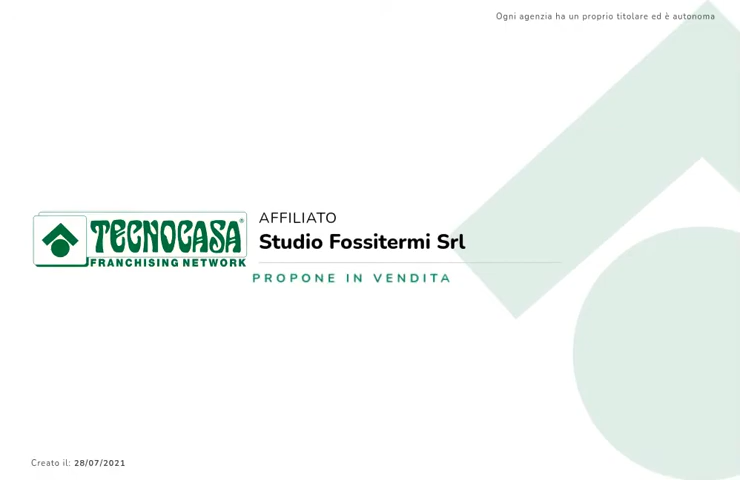 Ogni agenzia ha un proprio titolare ed è autonoma
TECNOCASA®
FRANCHISING NETWORK
AFFILIATO
Studio Fossitermi Srl
PROPONE IN VENDITA
Creato il: 28/07/2021